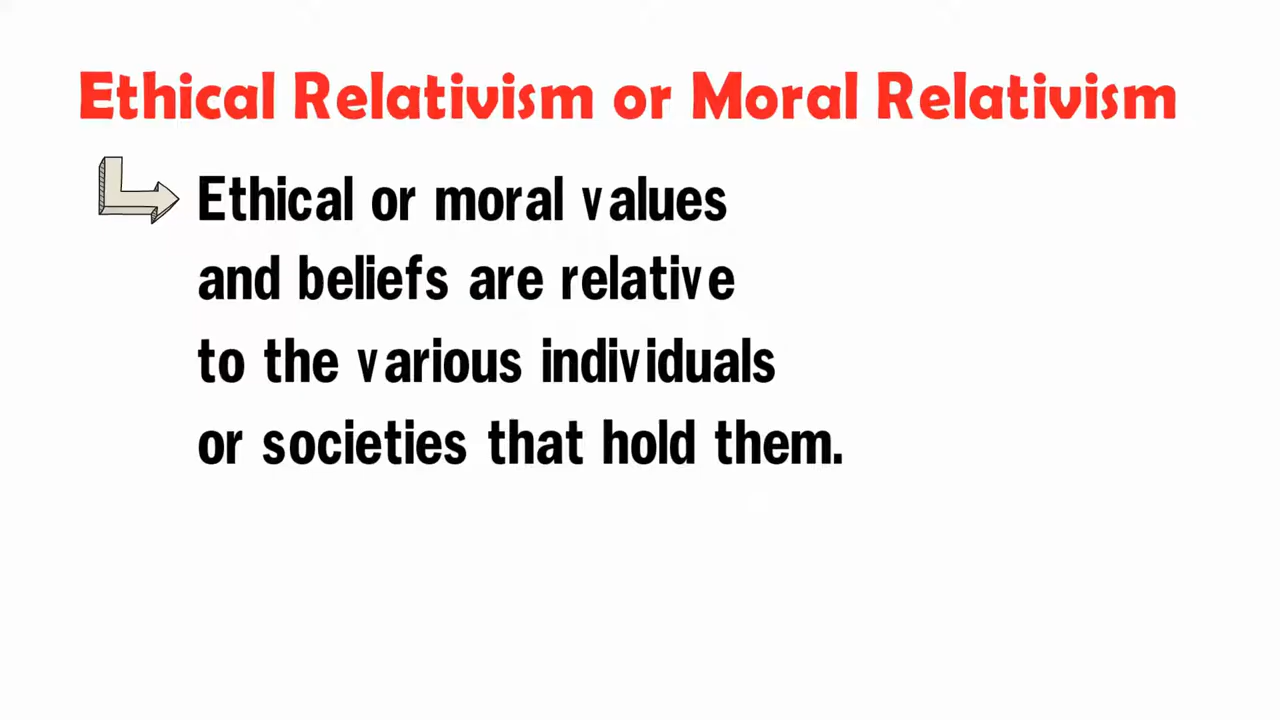 Ethical Relativism or Moral Relativism
Ethical or moral values
and beliefs are relative
to the various individuals
or societies that hold them.